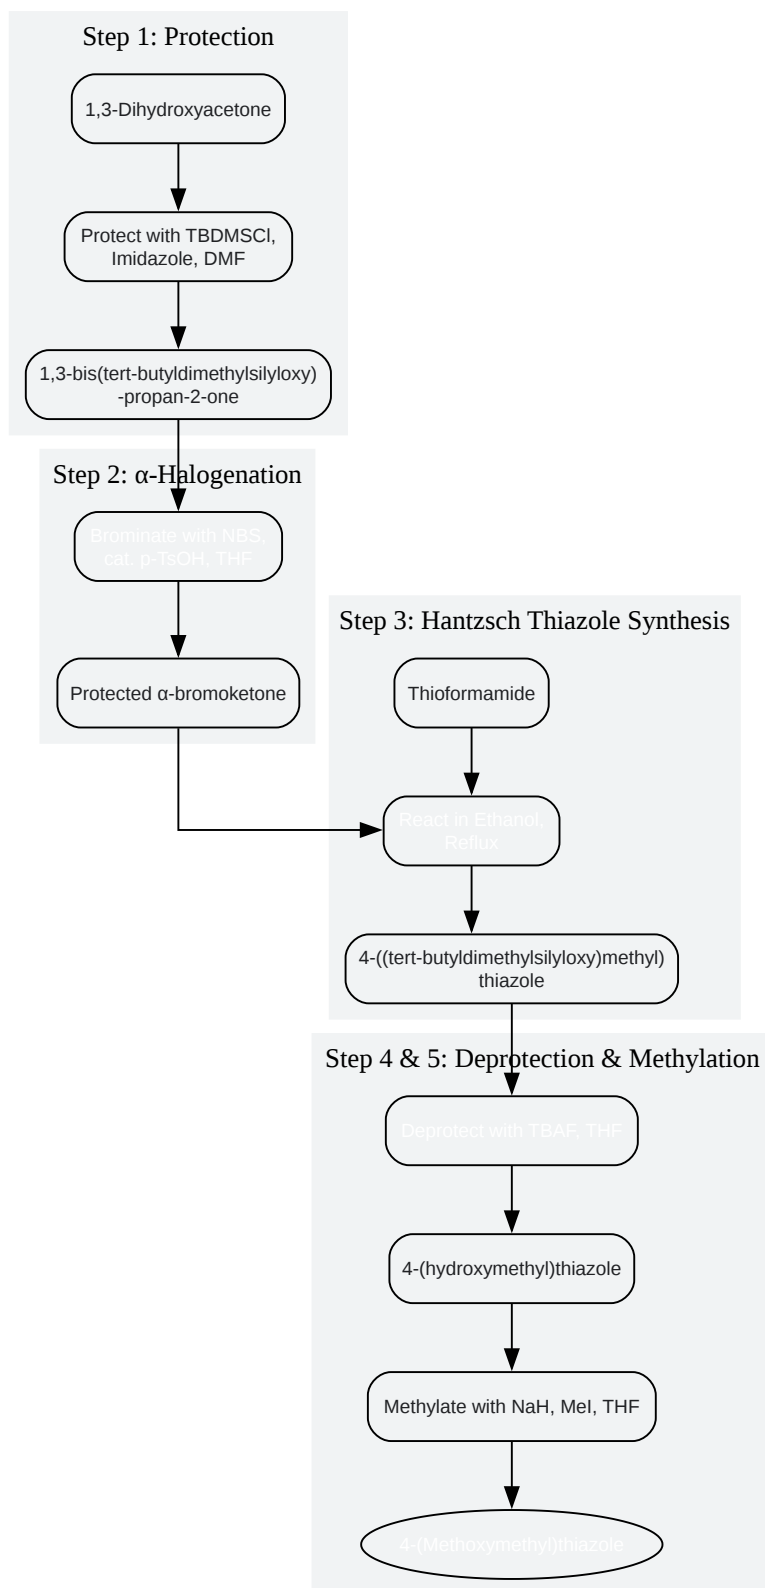 Step 1: Protection
1,3-Dihydroxyacetone
Protect with TBDMSCl,
Imidazole, DMF
1,3-bis(tert-butyldimethylsilyloxy)
-propan-2-one
Step 2: α-Halogenation
Brominate with NBS,
cat. p-TsOH, THF
Protected α-bromoketone
Step 3: Hantzsch Thiazole Synthesis
Thioformamide
React in Ethanol,
Reflux
4-((tert-butyldimethylsilyloxy)methyl)
thiazole
Step 4 & 5: Deprotection & Methylation
Deprotect with TBAF, THF
4-(hydroxymethyl)thiazole
Methylate with NaH, MeI, THF
4-(Methoxymethyl)thiazole